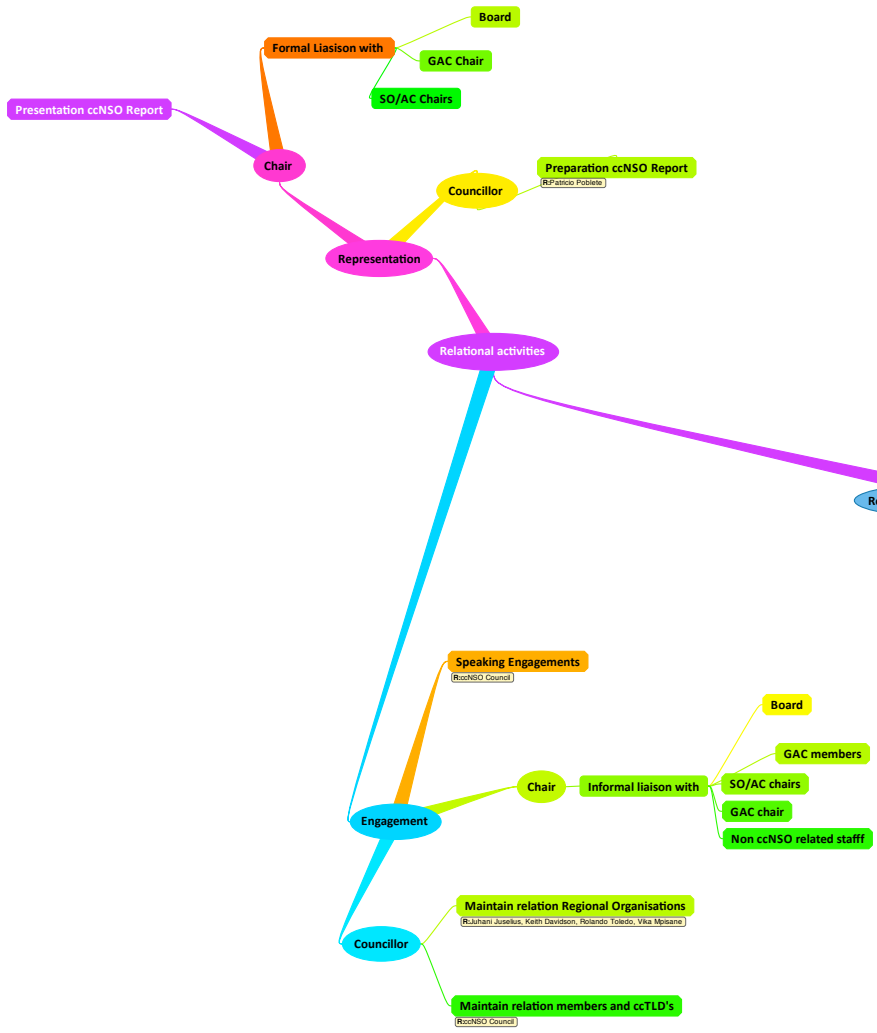 Board
Formal Liasison with
GAC Chair
SO/AC Chairs
Presentation ccNSO Report
Chair
Preparation ccNSO Report
R:Patricio Poblete
Councillor
Representation
Relational activities
Speaking Engagements
R:ccNSO Council
Board
GAC members
Chair
Informal liaison with
SO/AC chairs
GAC chair
Engagement
Non ccNSO related stafff
Maintain relation Regional Organisations
R:Juhani Juselius, Keith Davidson, Rolando Toledo, Vika Mpisane
Councillor
Maintain relation members and ccTLD's
R:ccNSO Council